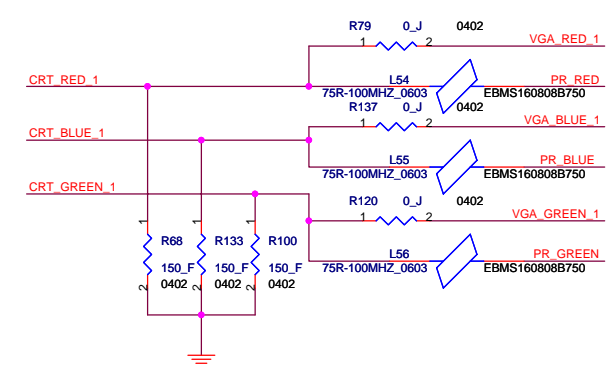 R79 0_J 0402
1 2 VGA_RED_1
CRT_RED_1 L54 PR_RED
75R-100MHZ_0603 EBMS160808B750
R137 0_J 0402
1 2 VGA_BLUE_1
CRT_BLUE_1
L55 PR_BLUE
75R-100MHZ_0603 EBMS160808B750
CRT_GREEN_1
R120 0_J 0402
1 2 VGA_GREEN_1
1 1 1
R68 R133 R100
L56 PR_GREEN
150_F 150_F 150_F 75R-100MHZ_0603 EBMS160808B750
0402 0402 0402
2 2 2